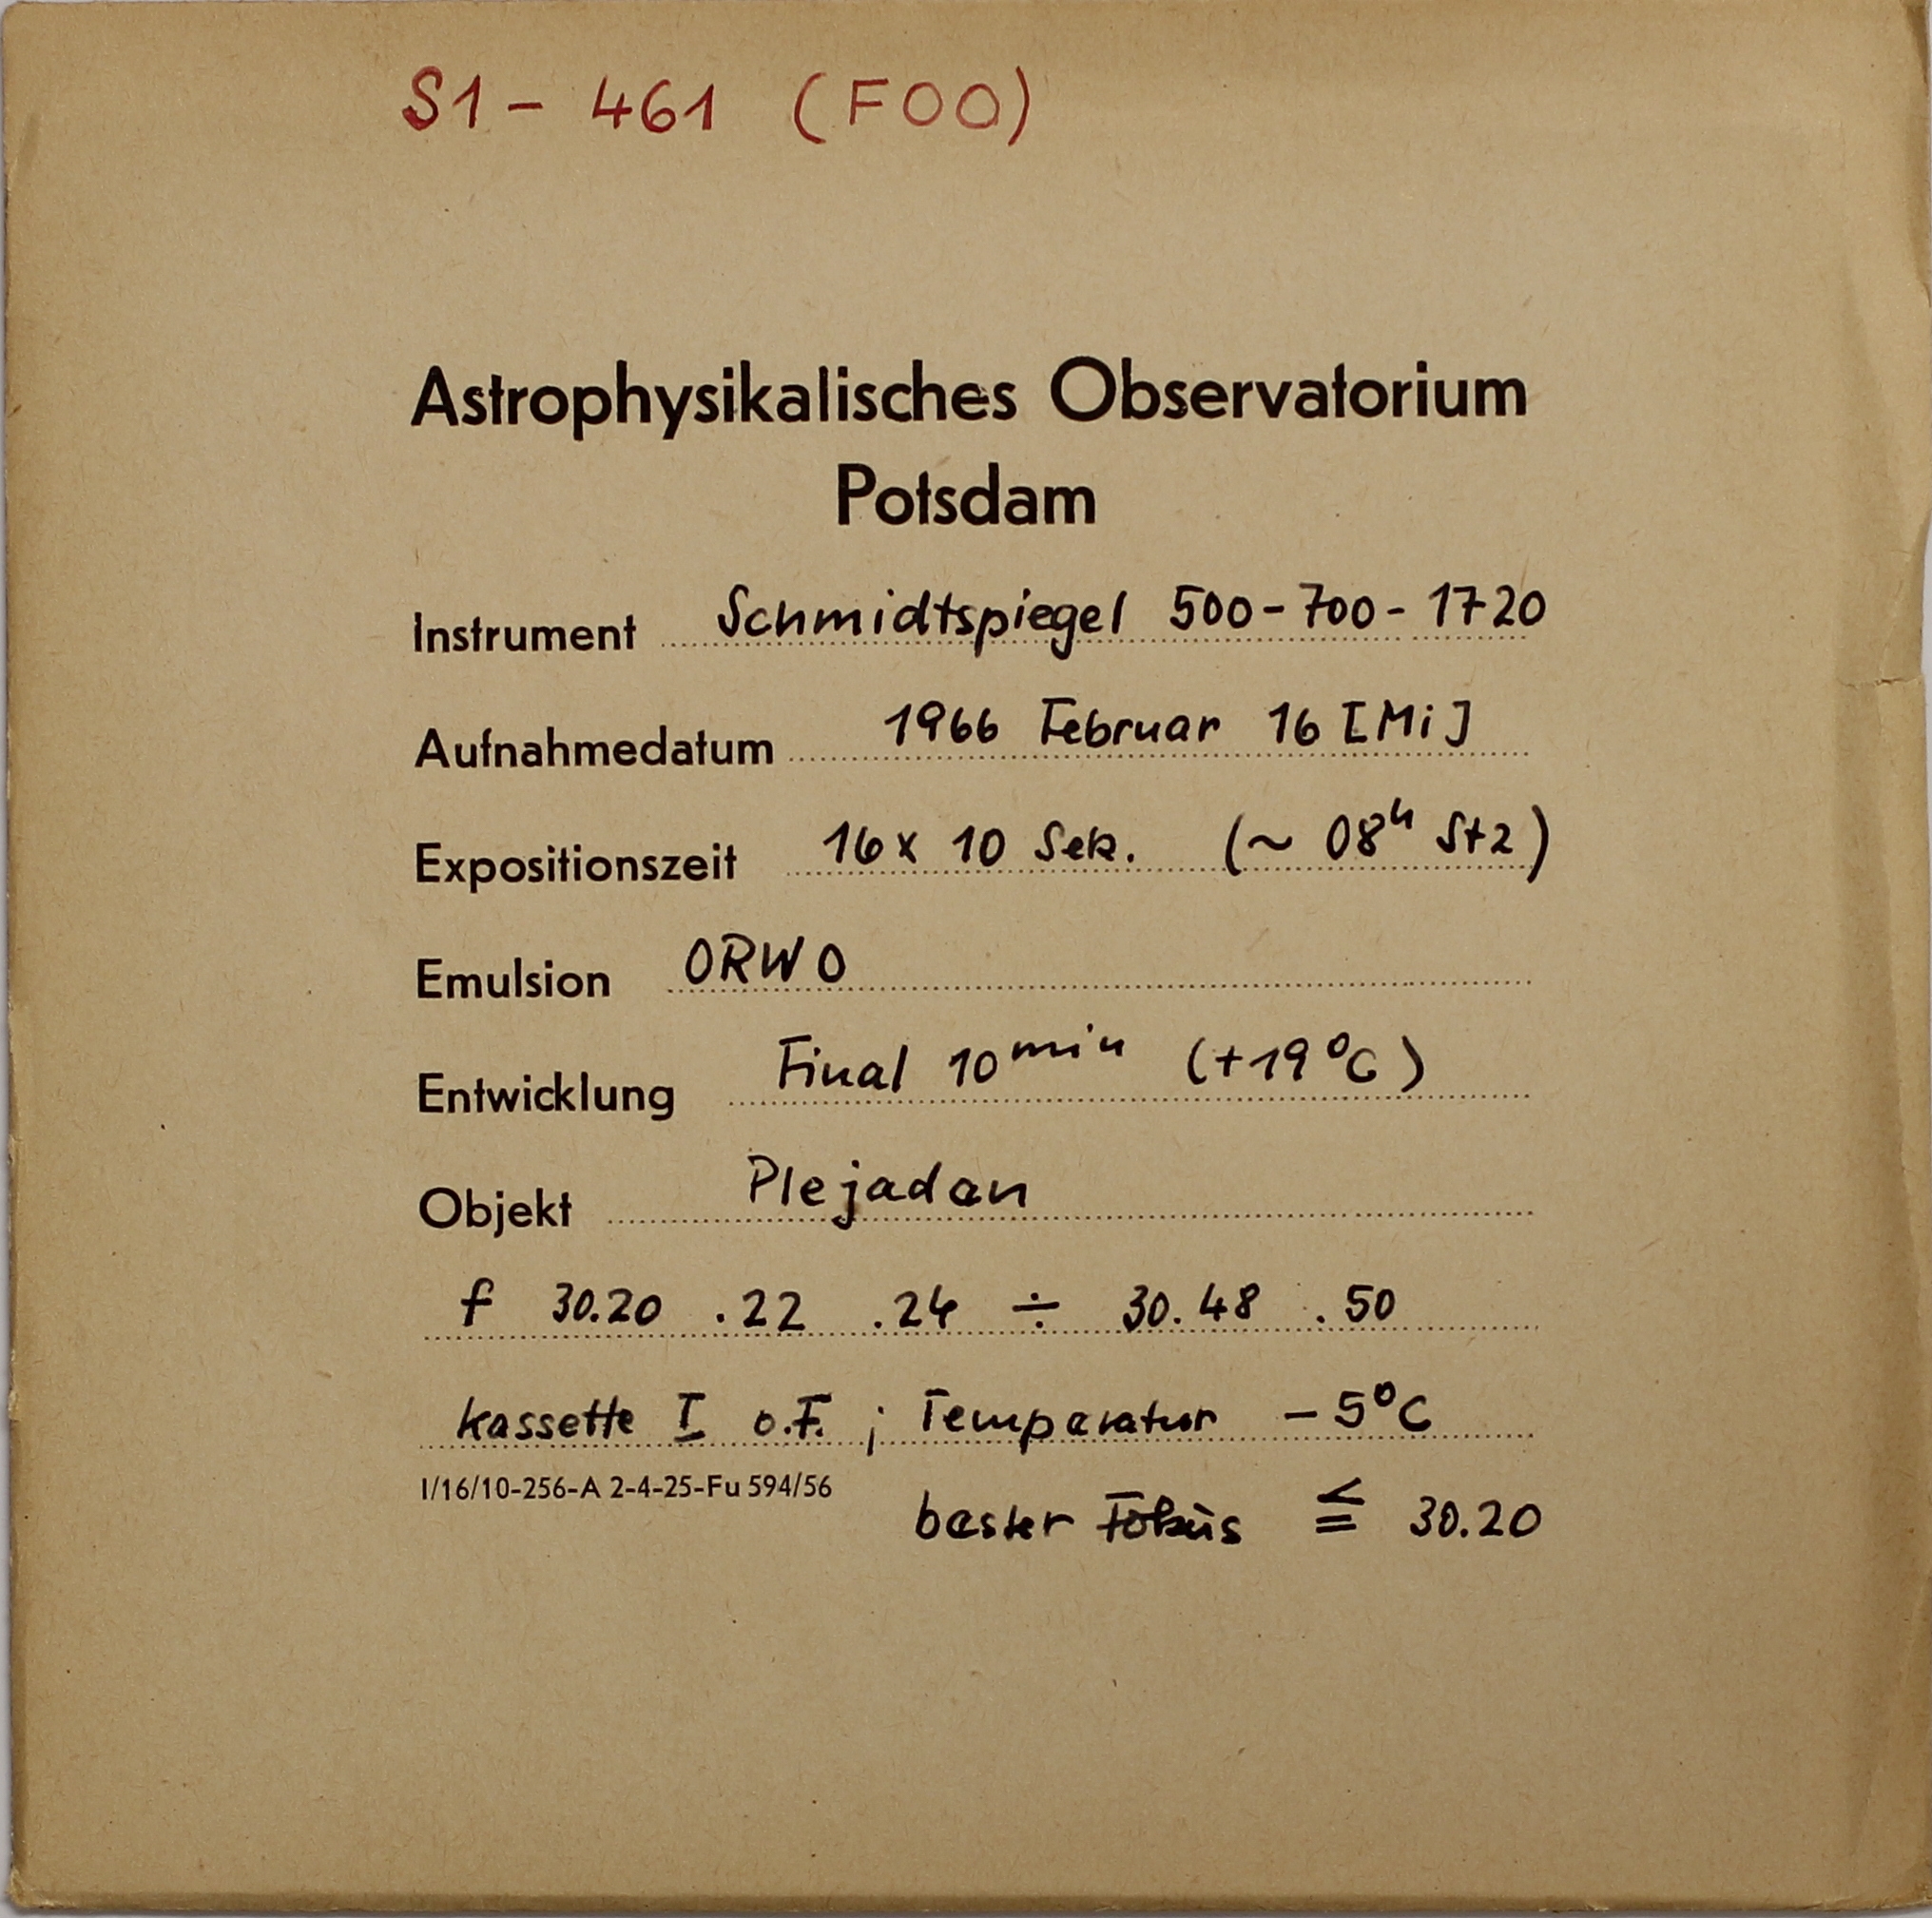 S1 - 461 (FOO)
Astrophysikalisches Observatorium
Potsdam
Instrument Schmidtspiegel 500-700-1720
Aufnahmedatum 1966 Februar 16 [Mi]
Expositionszeit 16x 10 Sek. (~ 08h Stz)
Emulsion ORWO
Entwicklung Final 10min (+19°C)
Objekt Plejaden
f 30.20 .22 .24 ÷ 30.48 .50
Kassette I o.F. ; Temperatur -5°C
I/16/10-256-A 2-4-25-Fu 594/56
bester Fokus ≦ 30.20